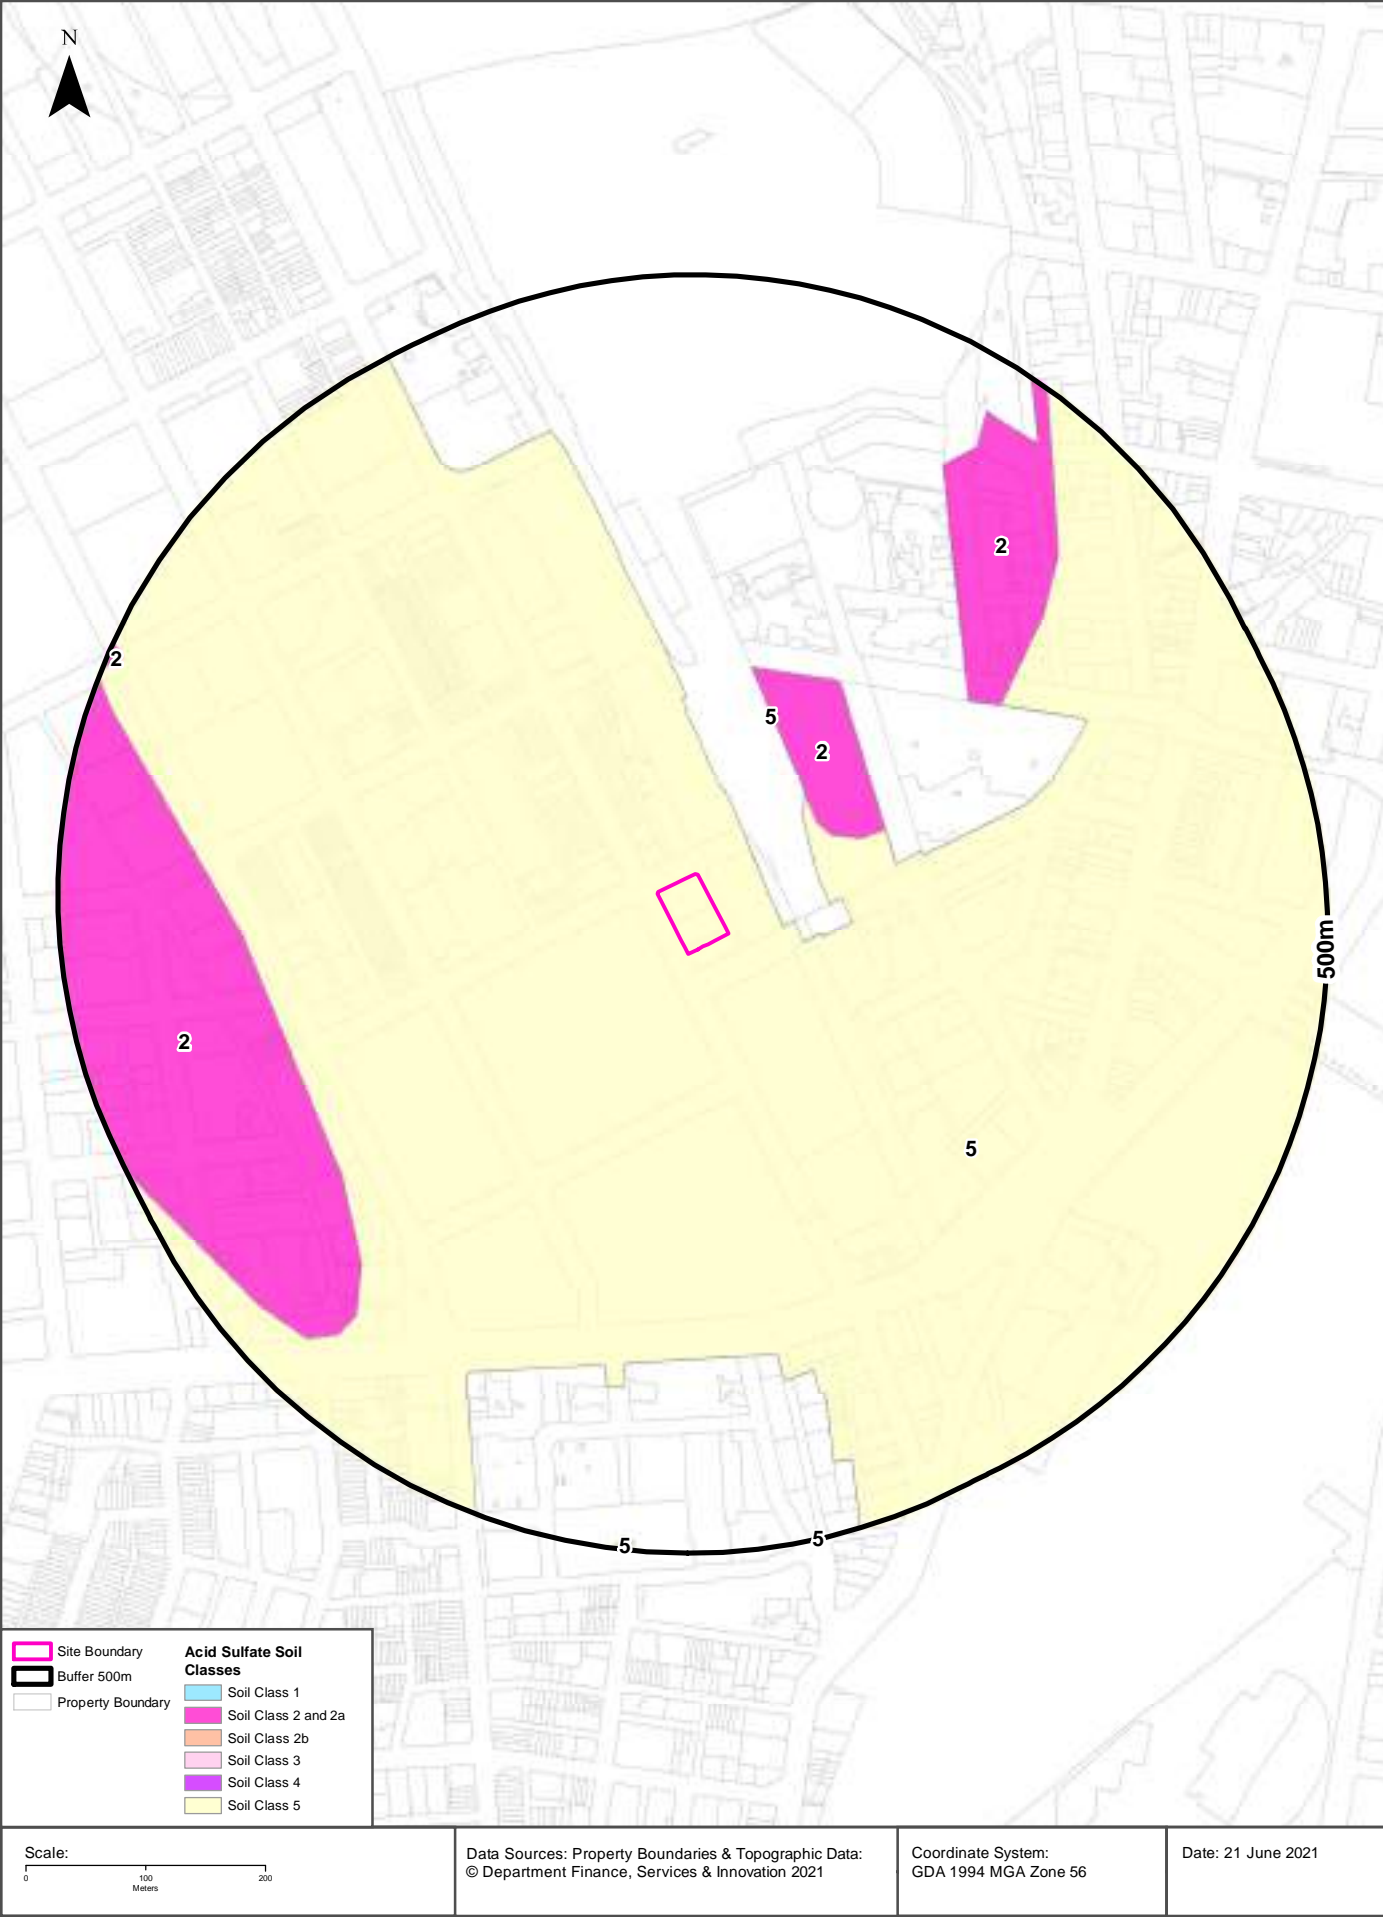 N
2
2
5
2
500m
2
5
5
5
Site Boundary
Buffer 500m
Property Boundary
Acid Sulfate Soil
Classes
Soil Class 1
Soil Class 2 and 2a
Soil Class 2b
Soil Class 3
Soil Class 4
Soil Class 5
Scale:
0 100 200
Meters
Data Sources: Property Boundaries & Topographic Data:
© Department Finance, Services & Innovation 2021
Coordinate System:
GDA 1994 MGA Zone 56
Date: 21 June 2021